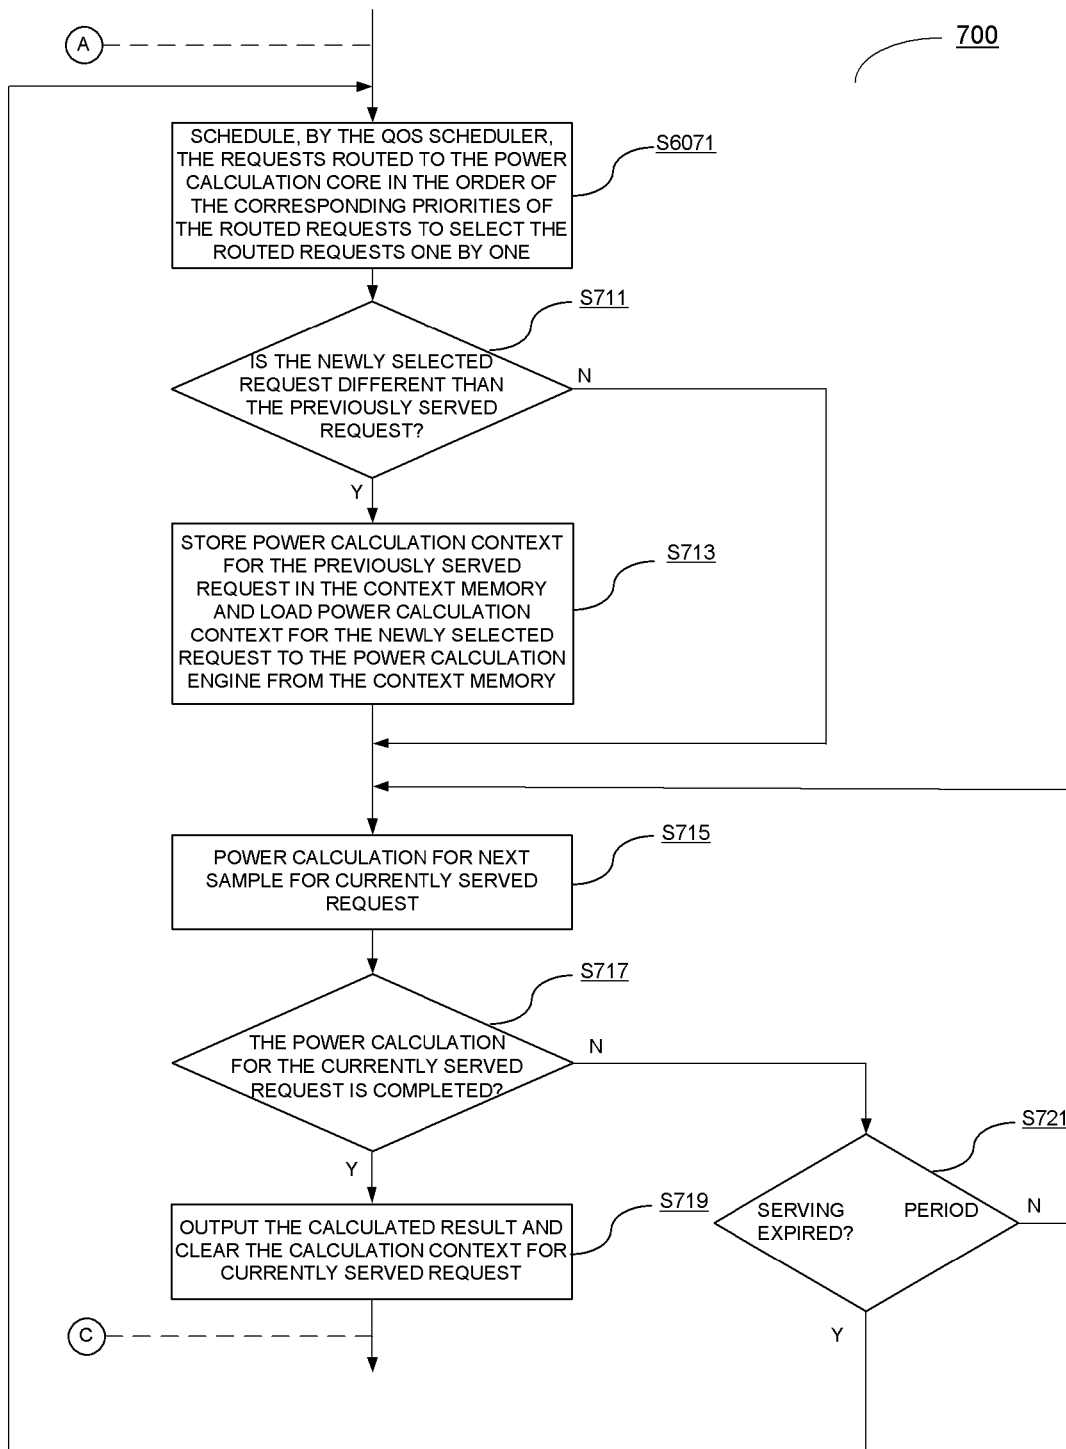 A
700
SCHEDULE, BY THE QOS SCHEDULER,
THE REQUESTS ROUTED TO THE POWER
CALCULATION CORE IN THE ORDER OF
THE CORRESPONDING PRIORITIES OF
THE ROUTED REQUESTS TO SELECT THE
ROUTED REQUESTS ONE BY ONE
S6071
S711
IS THE NEWLY SELECTED
REQUEST DIFFERENT THAN
THE PREVIOUSLY SERVED
REQUEST?
N
Y
STORE POWER CALCULATION CONTEXT
FOR THE PREVIOUSLY SERVED
REQUEST IN THE CONTEXT MEMORY
AND LOAD POWER CALCULATION
CONTEXT FOR THE NEWLY SELECTED
REQUEST TO THE POWER CALCULATION
ENGINE FROM THE CONTEXT MEMORY
S713
S715
POWER CALCULATION FOR NEXT
SAMPLE FOR CURRENTLY SERVED
REQUEST
S717
THE POWER CALCULATION
FOR THE CURRENTLY SERVED
REQUEST IS COMPLETED?
N
Y
S721
SERVING PERIOD
EXPIRED?
N
Y
S719
OUTPUT THE CALCULATED RESULT AND
CLEAR THE CALCULATION CONTEXT FOR
CURRENTLY SERVED REQUEST
C